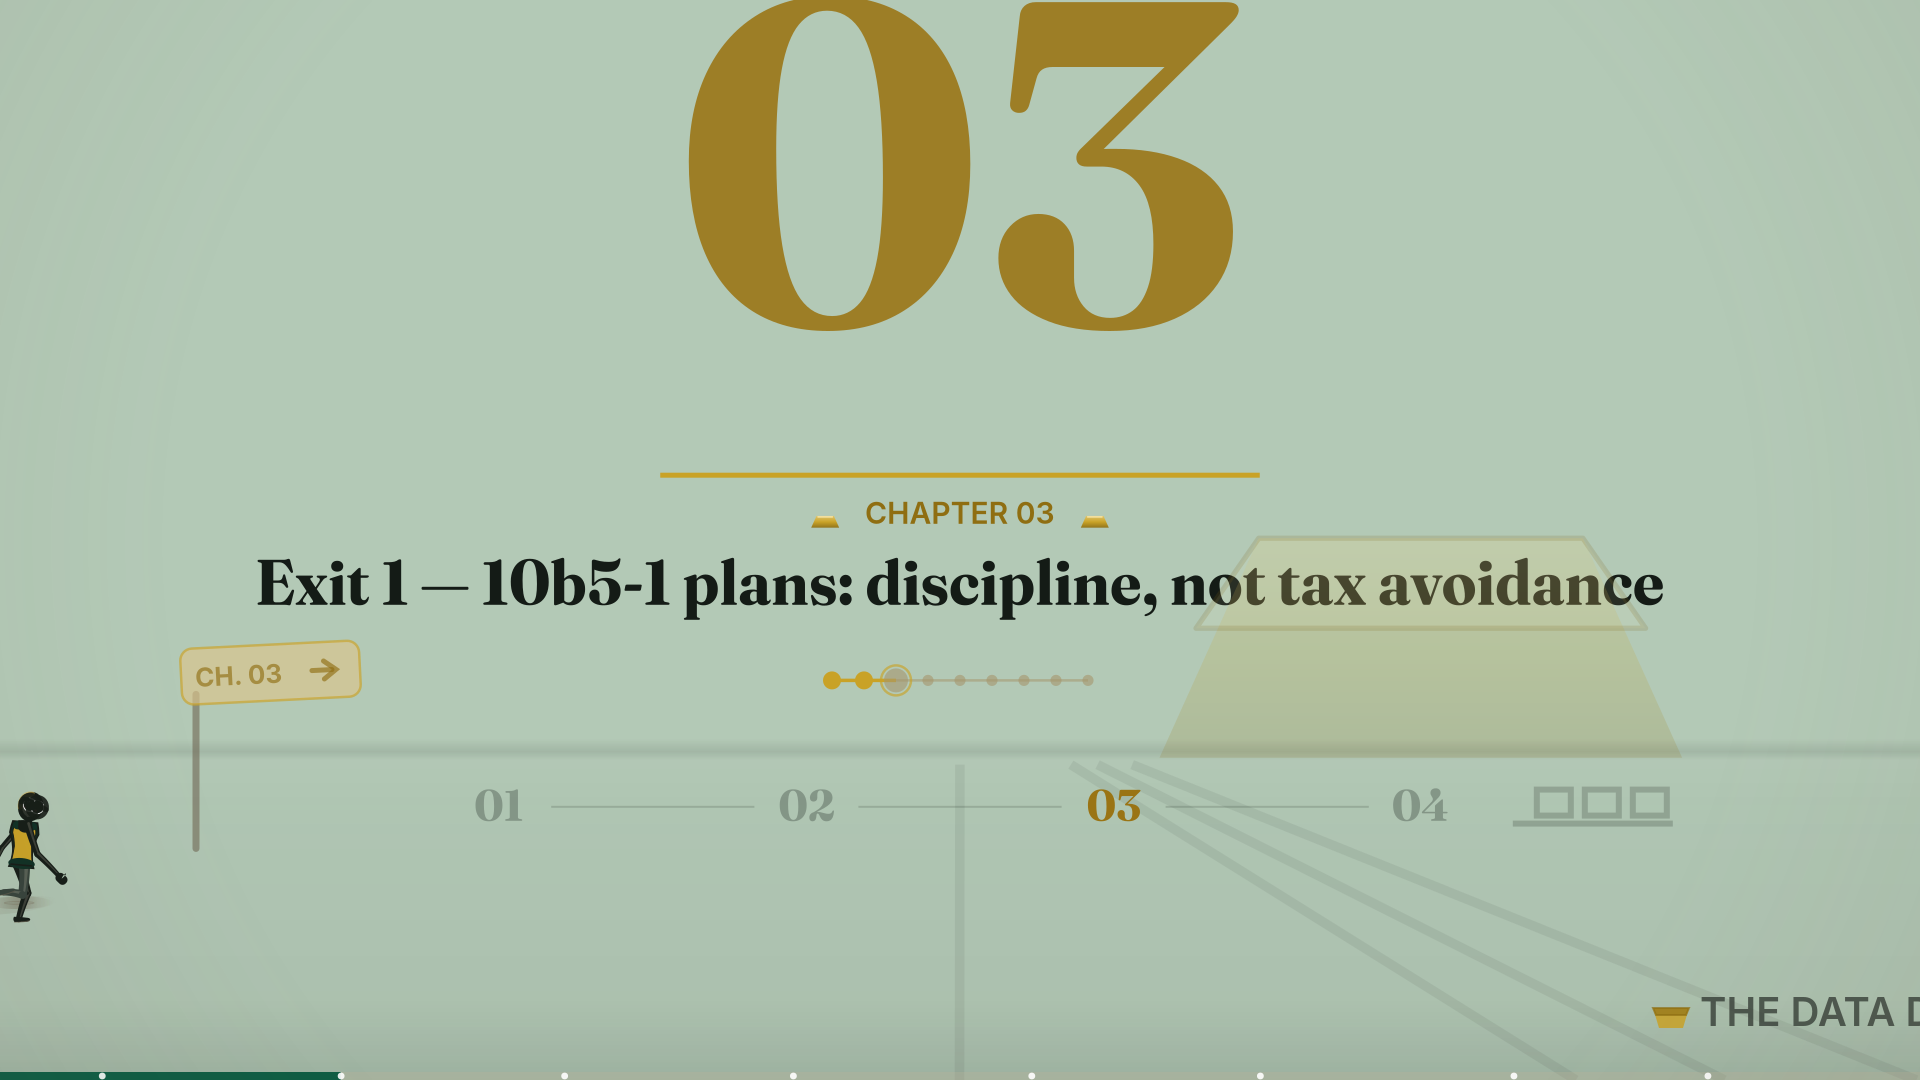 03
CHAPTER 03
Exit 1 — 10b5-1 plans: discipline, not tax avoidance
CH. 03
01 02 03 04
THE DATA D